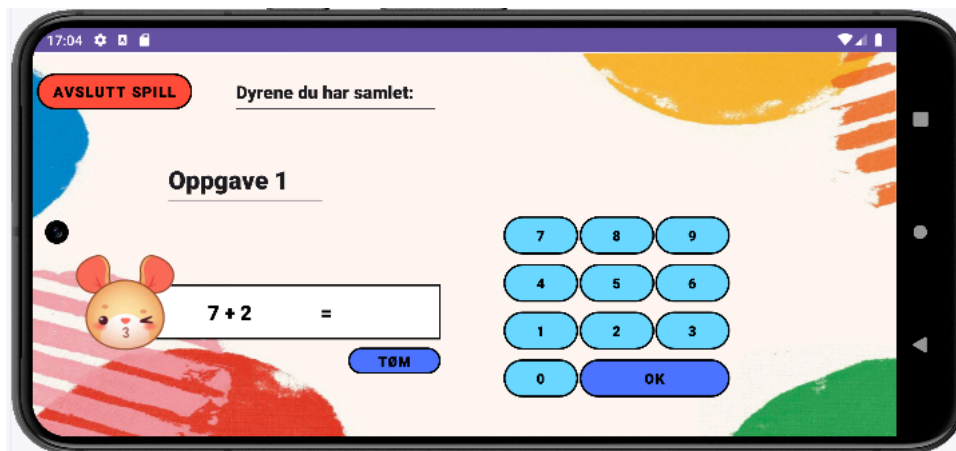 17:04
AVSLUTT SPILL
Dyrene du har samlet:
Oppgave 1
7 + 2 =
TØM
7 8 9
4 5 6
1 2 3
0 OK